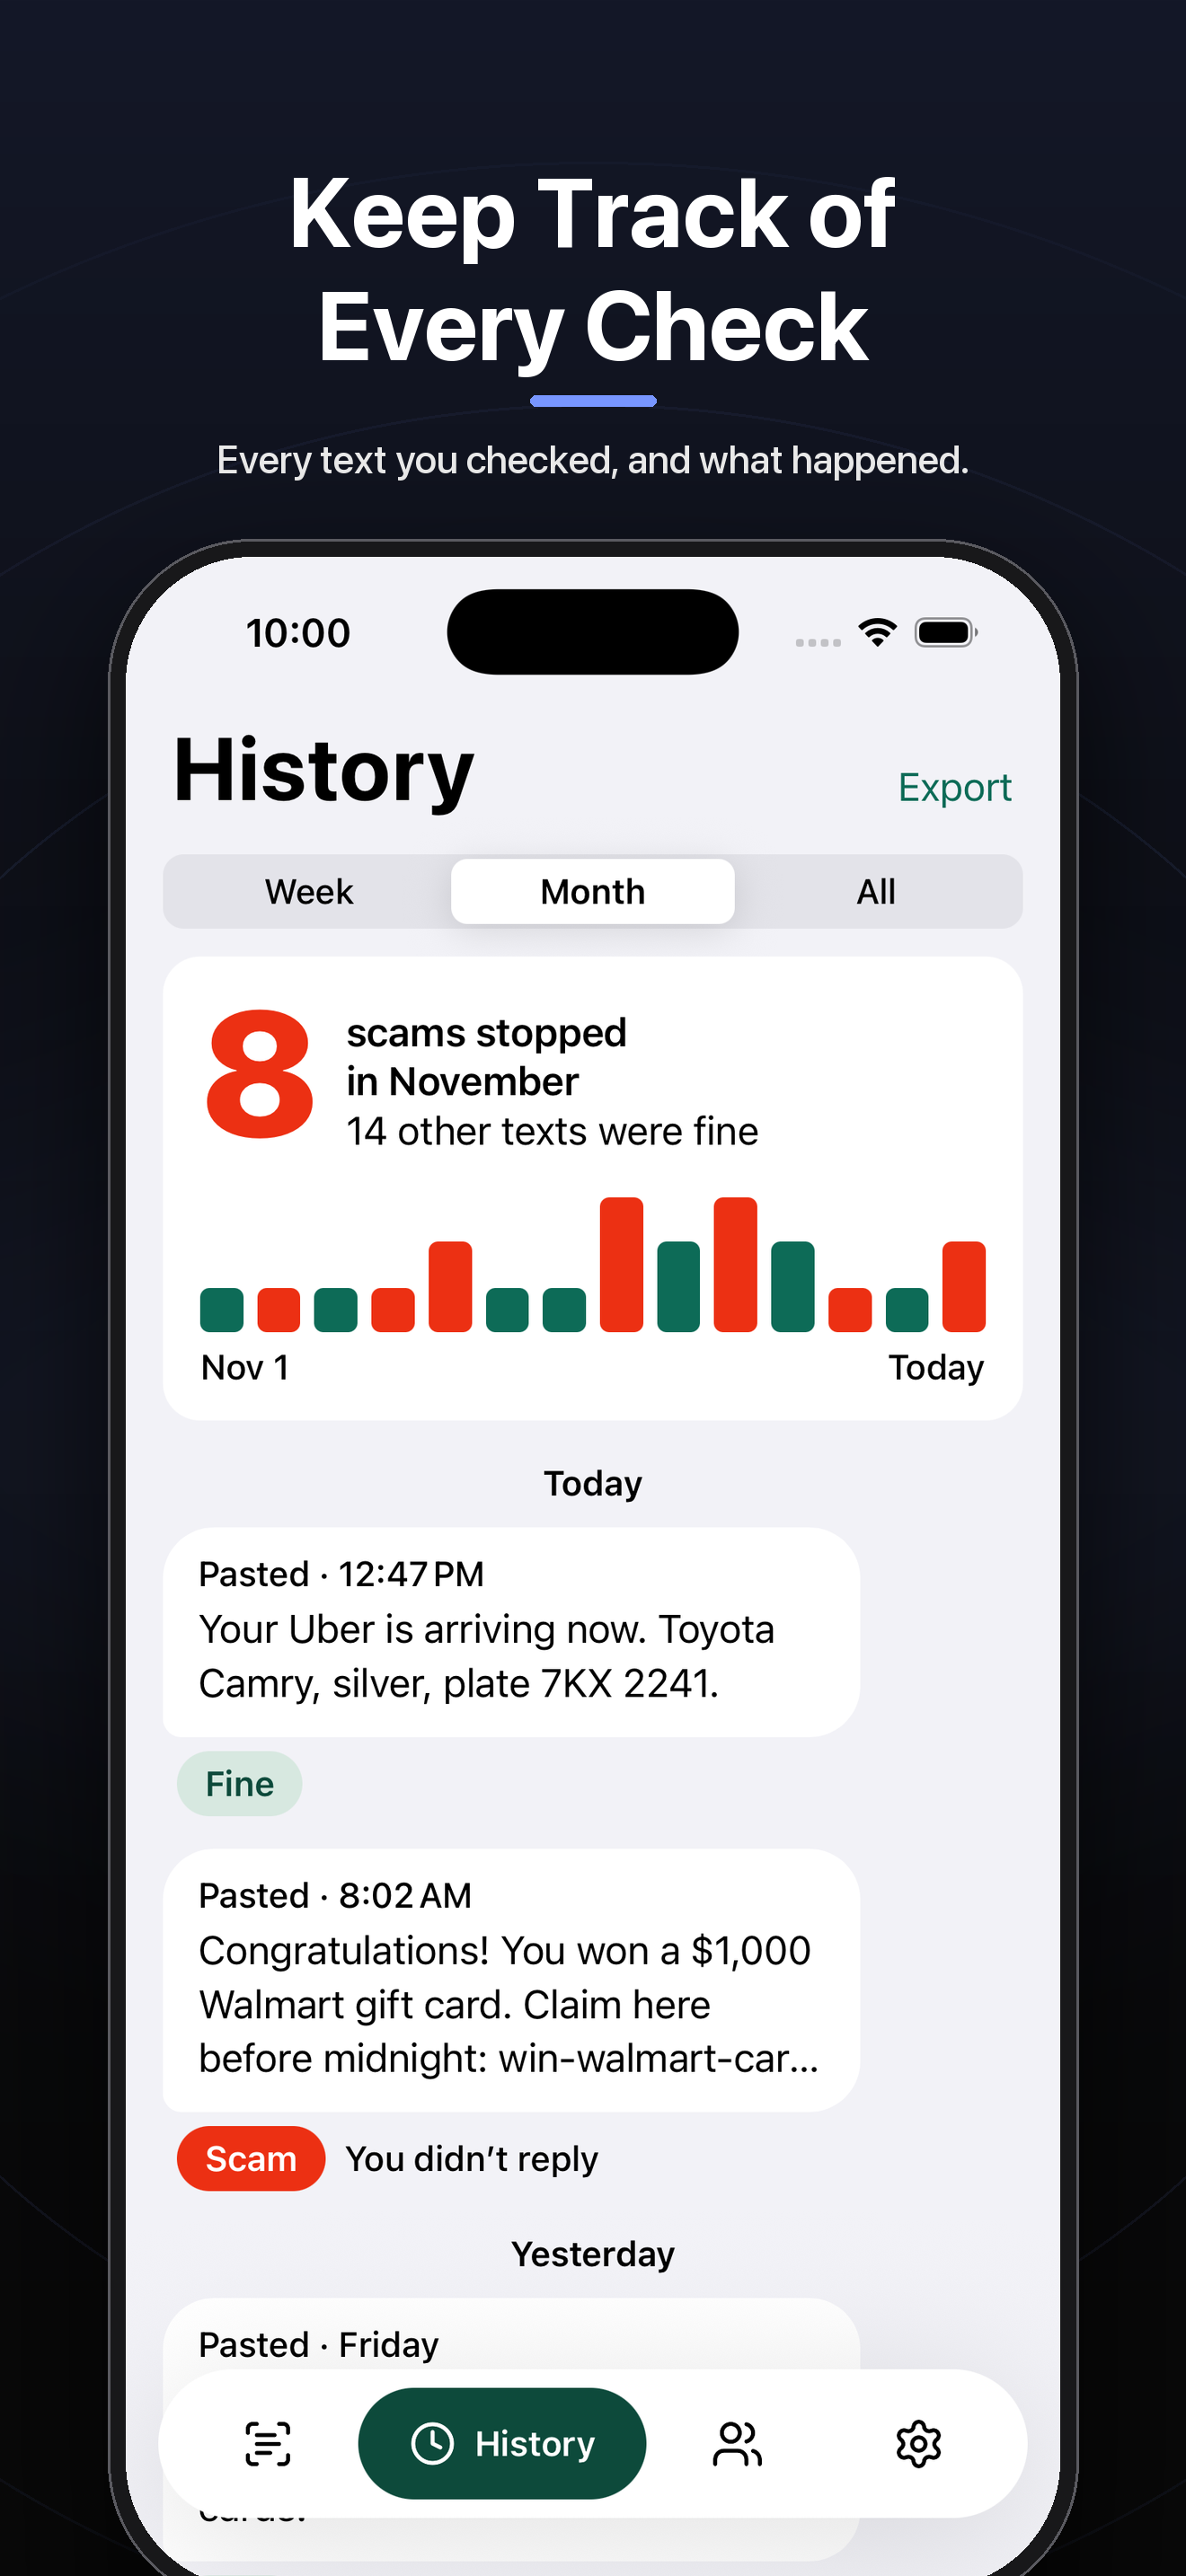 Keep Track of
Every Check
Every text you checked, and what happened.
10:00
History
Export
Week Month All
8
scams stopped
in November
14 other texts were fine
Nov 1 Today
Today
Pasted · 12:47 PM
Your Uber is arriving now. Toyota
Camry, silver, plate 7KX 2241.
Fine
Pasted · 8:02 AM
Congratulations! You won a $1,000
Walmart gift card. Claim here
before midnight: win-walmart-car...
Scam You didn’t reply
Yesterday
Pasted · Friday
History